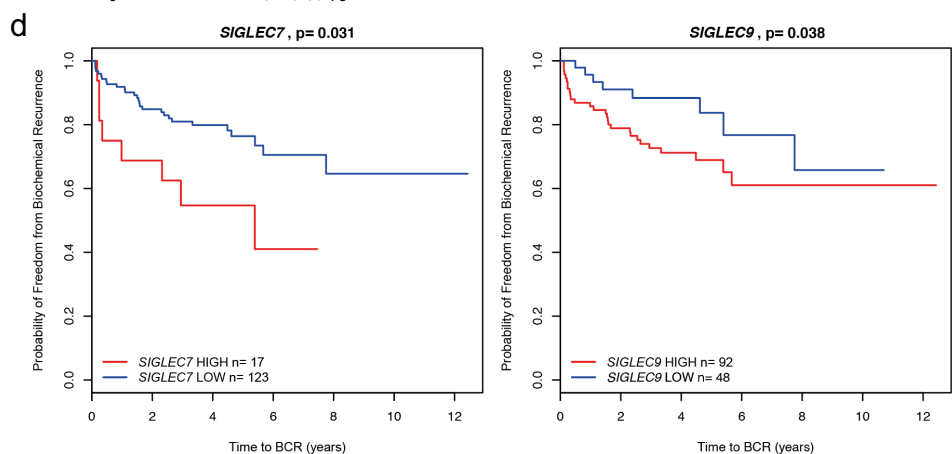 d
SIGLEC7 , p= 0.031
Probability of Freedom from Biochemical Recurrence
1.0
0.8
0.6
0.4
0.2
0.0
SIGLEC7 HIGH n= 17
SIGLEC7 LOW n= 123
0 2 4 6 8 10 12
Time to BCR (years)
SIGLEC9 , p= 0.038
Probability of Freedom from Biochemical Recurrence
1.0
0.8
0.6
0.4
0.2
0.0
SIGLEC9 HIGH n= 92
SIGLEC9 LOW n= 48
0 2 4 6 8 10 12
Time to BCR (years)